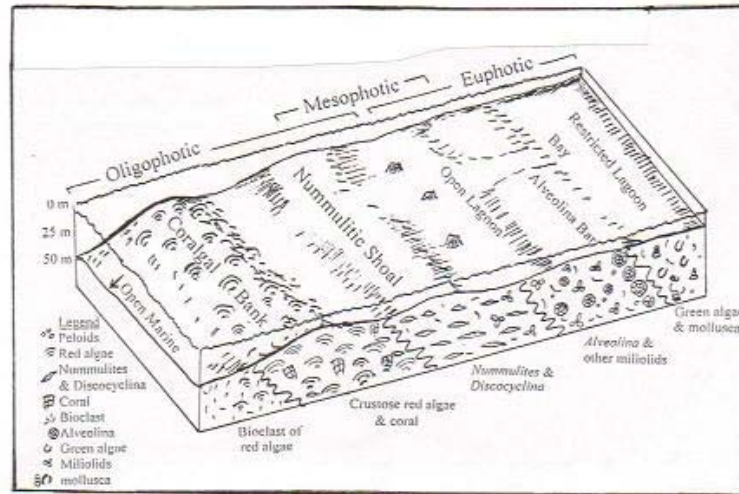 Euphotic
Mesophotic
Oligophotic
Restricted Lagoon
Bay
Alveolina Bar
Open Lagoon
Nummulitic Shoal
Coralgal
Bank
0 m
25 m
50 m
Open Marine
Legend
Peloids
Red algae
Nummulites
& Discocyclina
Coral
Bioclast
Alveolina
Green algae
Miliolids
mollusca
Bioclast of
red algae
Crustose red algae
& coral
Nummulites &
Discocyclina
Alveolina &
other miliolids
Green algae
& mollusca